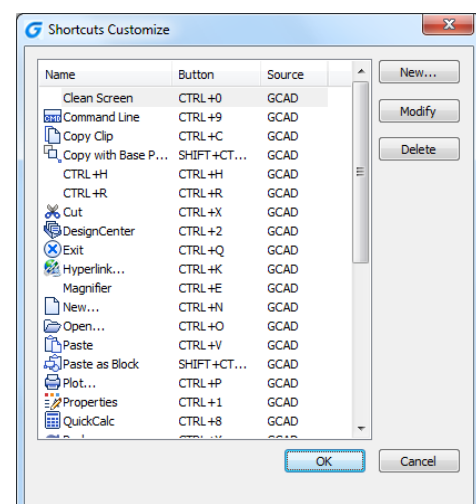 Shortcuts Customize
Name Button Source
New...
Clean Screen CTRL+0 GCAD
CMD Command Line CTRL+9 GCAD
Modify
Copy Clip CTRL+C GCAD
Copy with Base P... SHIFT+CT... GCAD
Delete
CTRL+H CTRL+H GCAD
CTRL+R CTRL+R GCAD
Cut CTRL+X GCAD
DesignCenter CTRL+2 GCAD
Exit CTRL+Q GCAD
Hyperlink... CTRL+K GCAD
Magnifier CTRL+E GCAD
New... CTRL+N GCAD
Open... CTRL+O GCAD
Paste CTRL+V GCAD
Paste as Block SHIFT+CT... GCAD
Plot... CTRL+P GCAD
Properties CTRL+1 GCAD
QuickCalc CTRL+8 GCAD
OK Cancel